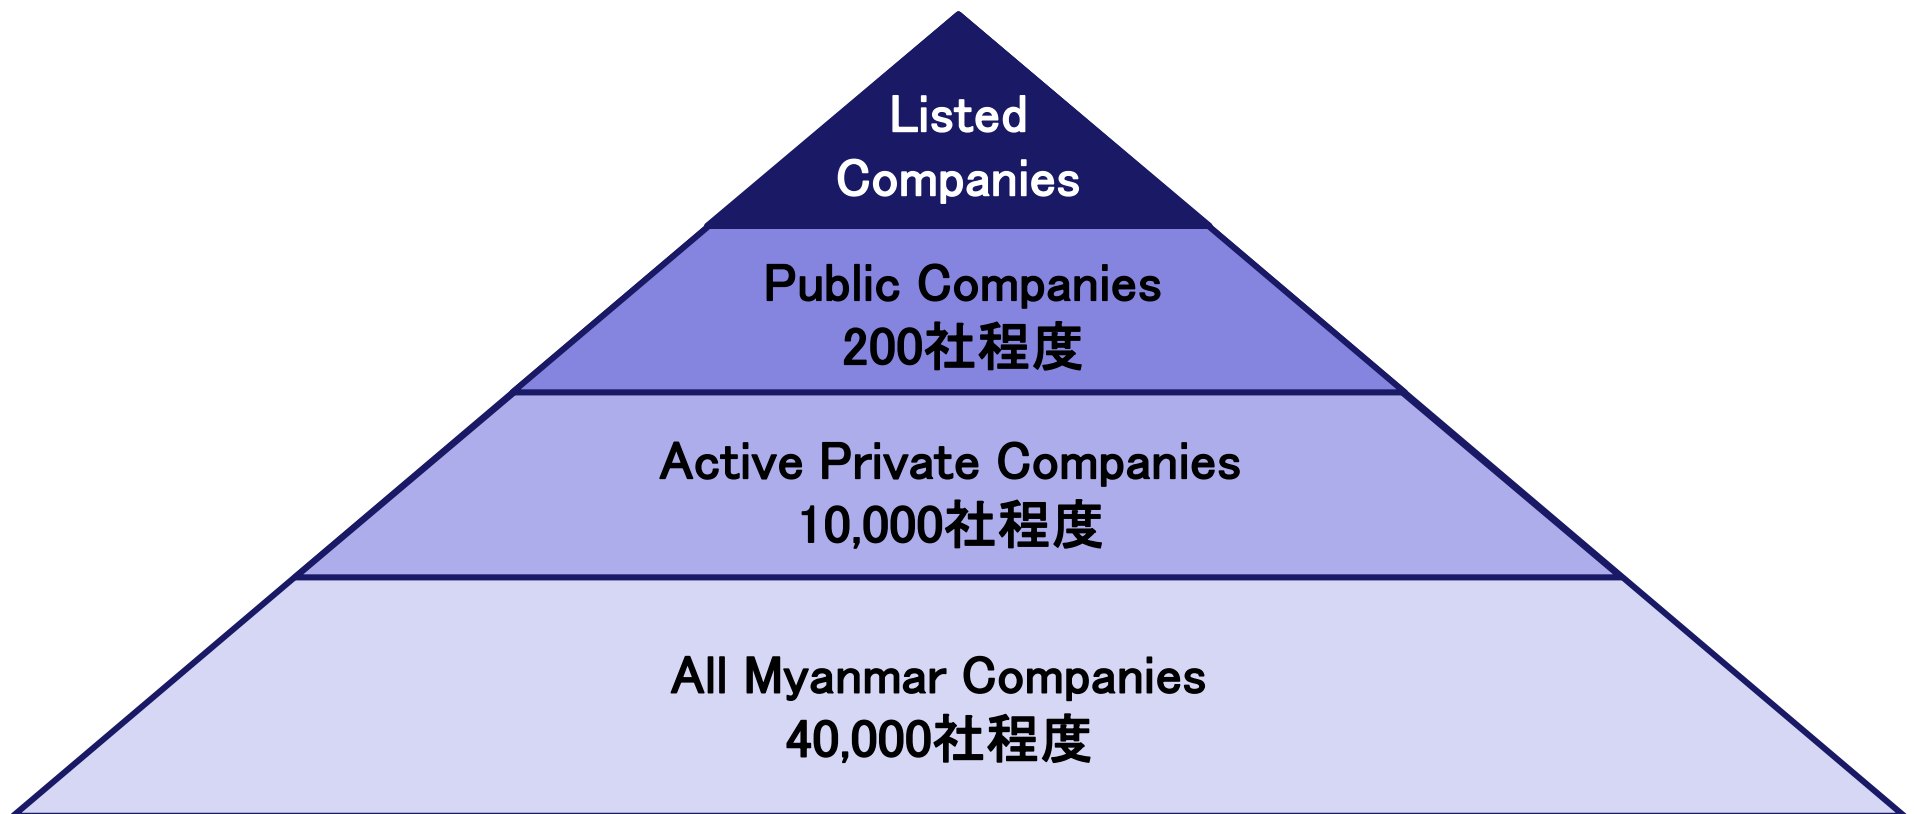 Listed
Companies
Public Companies
200社程度
Active Private Companies
10,000社程度
All Myanmar Companies
40,000社程度